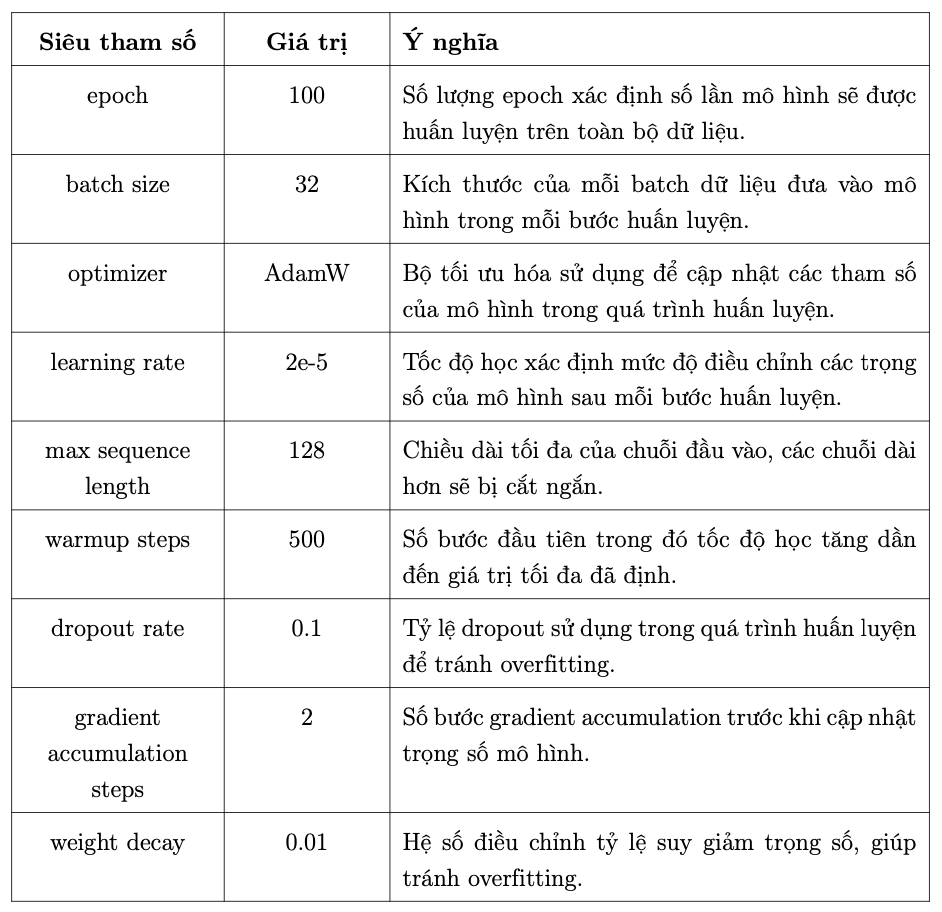 Siêu tham số Giá trị Ý nghĩa
epoch 100 Số lượng epoch xác định số lần mô hình sẽ được
huấn luyện trên toàn bộ dữ liệu.
batch size 32 Kích thước của mỗi batch dữ liệu đưa vào mô
hình trong mỗi bước huấn luyện.
optimizer AdamW Bộ tối ưu hóa sử dụng để cập nhật các tham số
của mô hình trong quá trình huấn luyện.
learning rate 2e-5 Tốc độ học xác định mức độ điều chỉnh các trọng
số của mô hình sau mỗi bước huấn luyện.
max sequence 128 Chiều dài tối đa của chuỗi đầu vào, các chuỗi dài
length hơn sẽ bị cắt ngắn.
warmup steps 500 Số bước đầu tiên trong đó tốc độ học tăng dần
đến giá trị tối đa đã định.
dropout rate 0.1 Tỷ lệ dropout sử dụng trong quá trình huấn luyện
để tránh overfitting.
gradient 2 Số bước gradient accumulation trước khi cập nhật
accumulation trọng số mô hình.
steps
weight decay 0.01 Hệ số điều chỉnh tỷ lệ suy giảm trọng số, giúp
tránh overfitting.